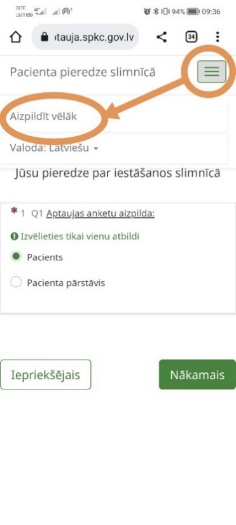 94% 09:36
otauja.spkc.gov.lv 34
Pacienta pieredze slimnīcā
Aizpildīt vēlāk
Valoda: Latviešu
Jūsu pieredze par iestāšanos slimnīcā
* 1 Q1 Aptaujas anketu aizpilda:
Izvēlieties tikai vienu atbildi
Pacients
Pacienta pārstāvis
Iepriekšējais Nākamais